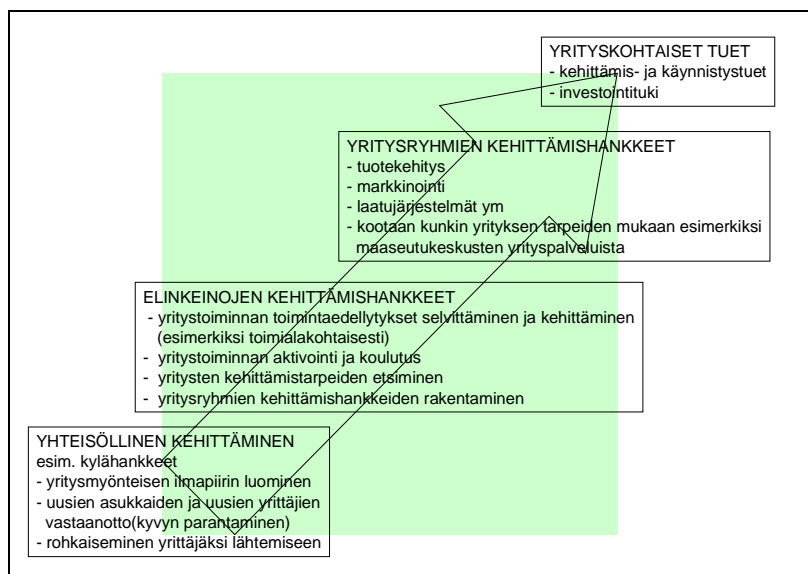 YRITYSKOHTAISET TUET
- kehittämis- ja käynnistystuet
- investointituki
YRITYSRYHMIEN KEHITTÄMISHANKKEET
- tuotekehitys
- markkinointi
- laatujärjestelmät ym
- kootaan kunkin yrityksen tarpeiden mukaan esimerkiksi
maaseutukeskusten yrityspalveluista
ELINKEINOJEN KEHITTÄMISHANKKEET
- yritystoiminnan toimintaedellytykset selvittäminen ja kehittäminen
(esimerkiksi toimialakohtaisesti)
- yritystoiminnan aktivointi ja koulutus
- yritysten kehittämistarpeiden etsiminen
- yritysryhmien kehittämishankkeiden rakentaminen
YHTEISÖLLINEN KEHITTÄMINEN
esim. kylähankkeet
- yritysmyönteisen ilmapiirin luominen
- uusien asukkaiden ja uusien yrittäjien
vastaanotto(kyvyn parantaminen)
- rohkaiseminen yrittäjäksi lähtemiseen